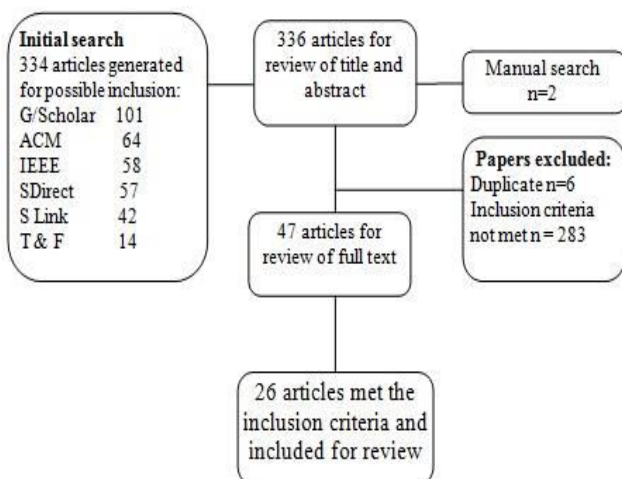 Initial search
334 articles generated
for possible inclusion:
G/Scholar 101
ACM 64
IEEE 58
SDirect 57
S Link 42
T & F 14
336 articles for
review of title and
abstract
Manual search
n=2
Papers excluded:
Duplicate n=6
Inclusion criteria
not met n = 283
47 articles for
review of full text
26 articles met the
inclusion criteria and
included for review